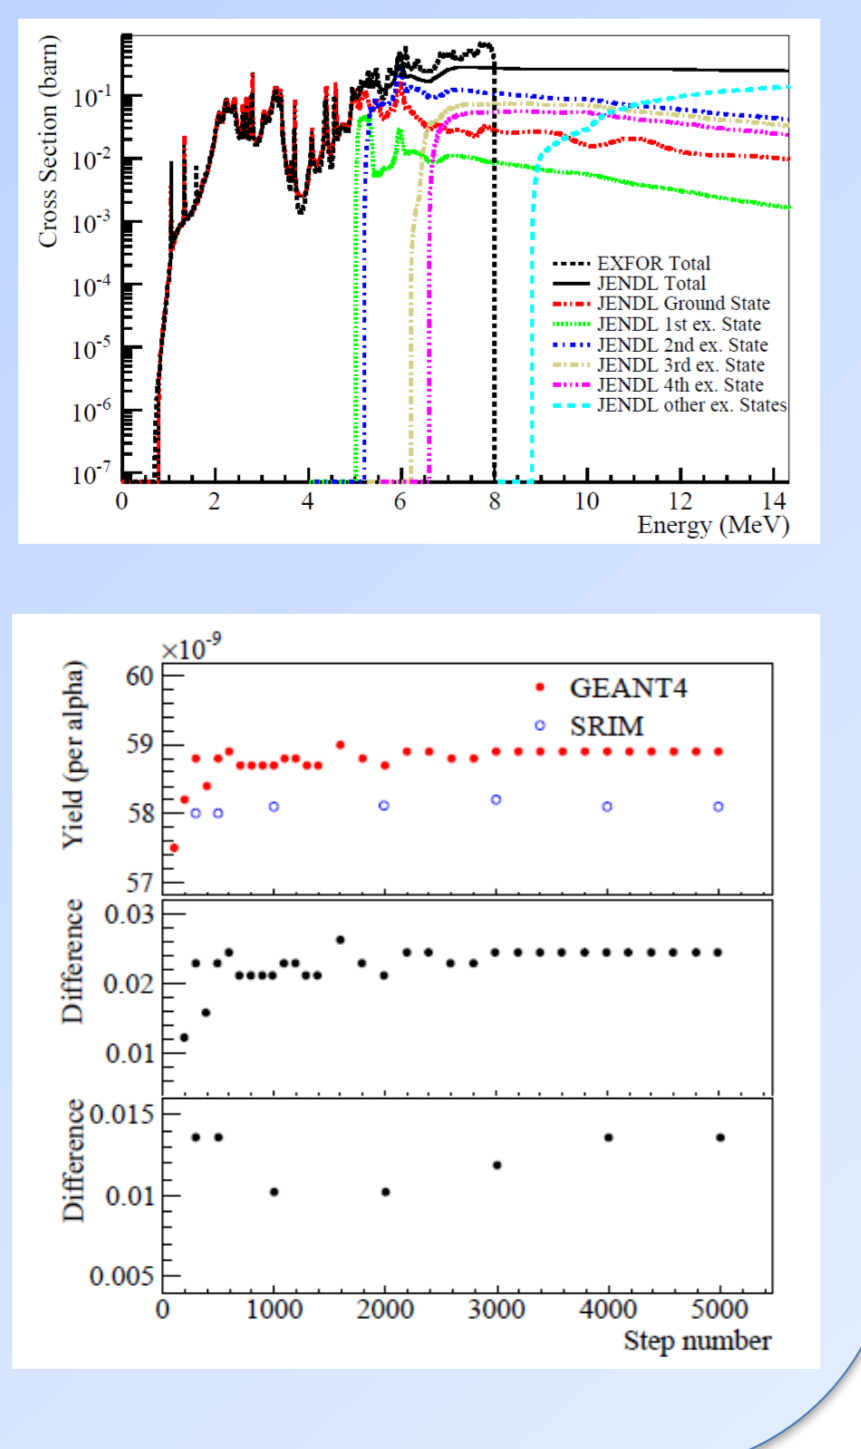 Cross Section (barn)
10-1
10-2
10-3
10-4
10-5
10-6
10-7
EXFOR Total
JENDL Total
JENDL Ground State
JENDL 1st ex. State
JENDL 2nd ex. State
JENDL 3rd ex. State
JENDL 4th ex. State
JENDL other ex. States
0 2 4 6 8 10 12 14
Energy (MeV)
×10-9
Yield (per alpha)
60
59
58
57
GEANT4
SRIM
Difference
0.03
0.02
0.01
Difference
0.015
0.01
0.005
0 1000 2000 3000 4000 5000
Step number